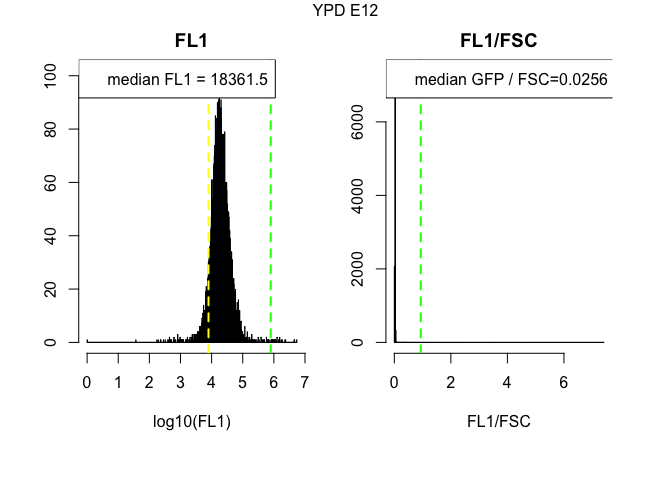 YPD E12
FL1
FL1/FSC
median FL1 = 18361.5
median GFP / FSC=0.0256
100
80
60
40
20
0
6000
4000
2000
0
0 1 2 3 4 5 6 7
0 2 4 6
log10(FL1)
FL1/FSC